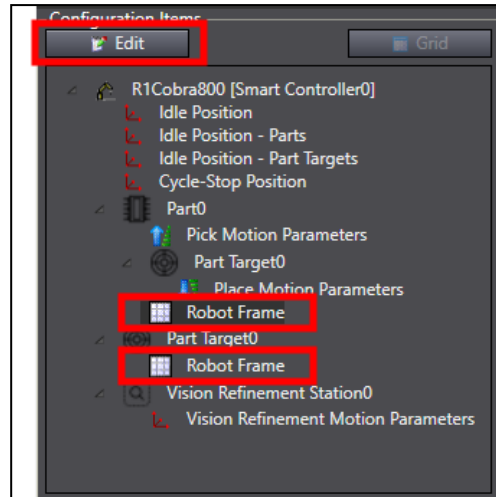 Configuration Items
Edit
Grid
R1Cobra800 [Smart Controller0]
Idle Position
Idle Position - Parts
Idle Position - Part Targets
Cycle-Stop Position
Part0
Pick Motion Parameters
Part Target0
Place Motion Parameters
Robot Frame
Part Target0
Robot Frame
Vision Refinement Station0
Vision Refinement Motion Parameters